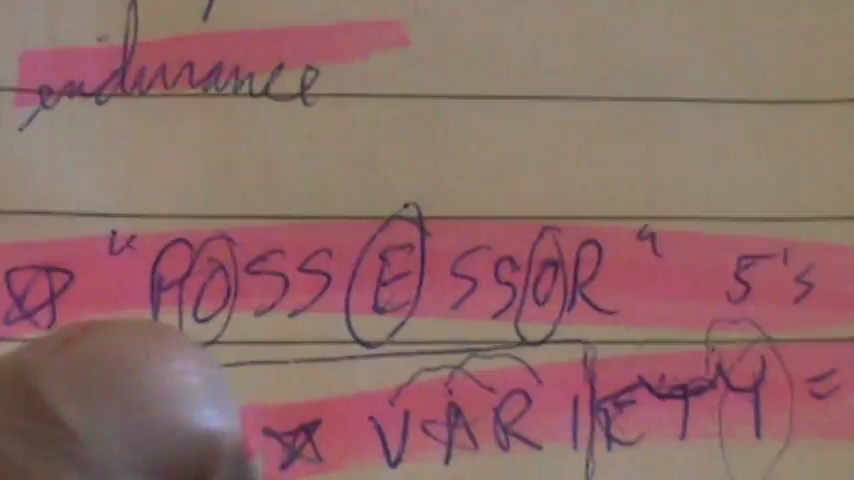 endurance
☆ "POSSESSOR" 5's
☆ VARIETY =